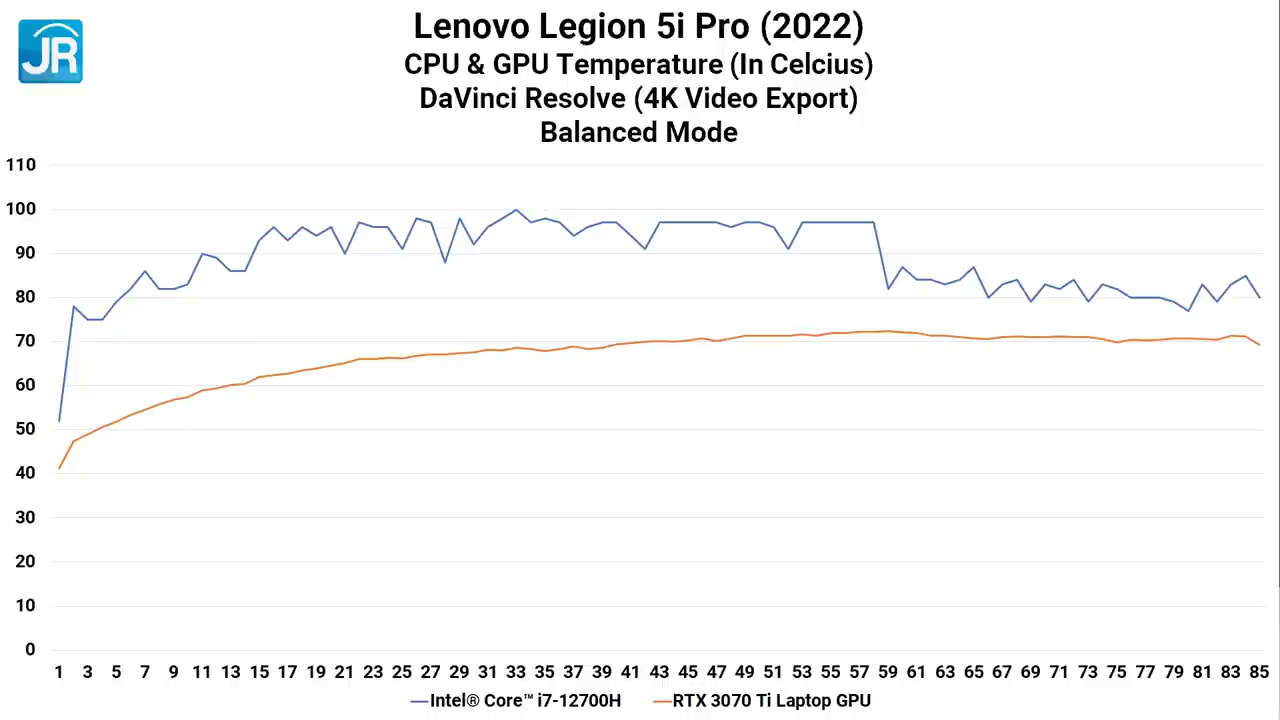 JR
Lenovo Legion 5i Pro (2022)
CPU & GPU Temperature (In Celcius)
DaVinci Resolve (4K Video Export)
Balanced Mode
110
100
90
80
70
60
50
40
30
20
10
0
1 3 5 7 9 11 13 15 17 19 21 23 25 27 29 31 33 35 37 39 41 43 45 47 49 51 53 55 57 59 61 63 65 67 69 71 73 75 77 79 81 83 85
Intel® Core™ i7-12700H RTX 3070 Ti Laptop GPU